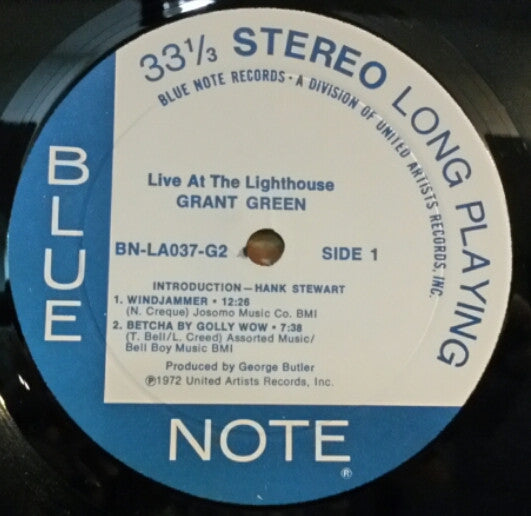 33⅓ STEREO LONG PLAYING
BLUE NOTE RECORDS • A DIVISION OF UNITED ARTISTS RECORDS, INC.
BLUE
Live At The Lighthouse
GRANT GREEN
BN-LA037-G2 SIDE 1
INTRODUCTION—HANK STEWART
1. WINDJAMMER • 12:26
(N. Creque) Josomo Music Co. BMI
2. BETCHA BY GOLLY WOW • 7:38
(T. Bell/L. Creed) Assorted Music/
Bell Boy Music BMI
Produced by George Butler
℗1972 United Artists Records, Inc.
NOTE
®